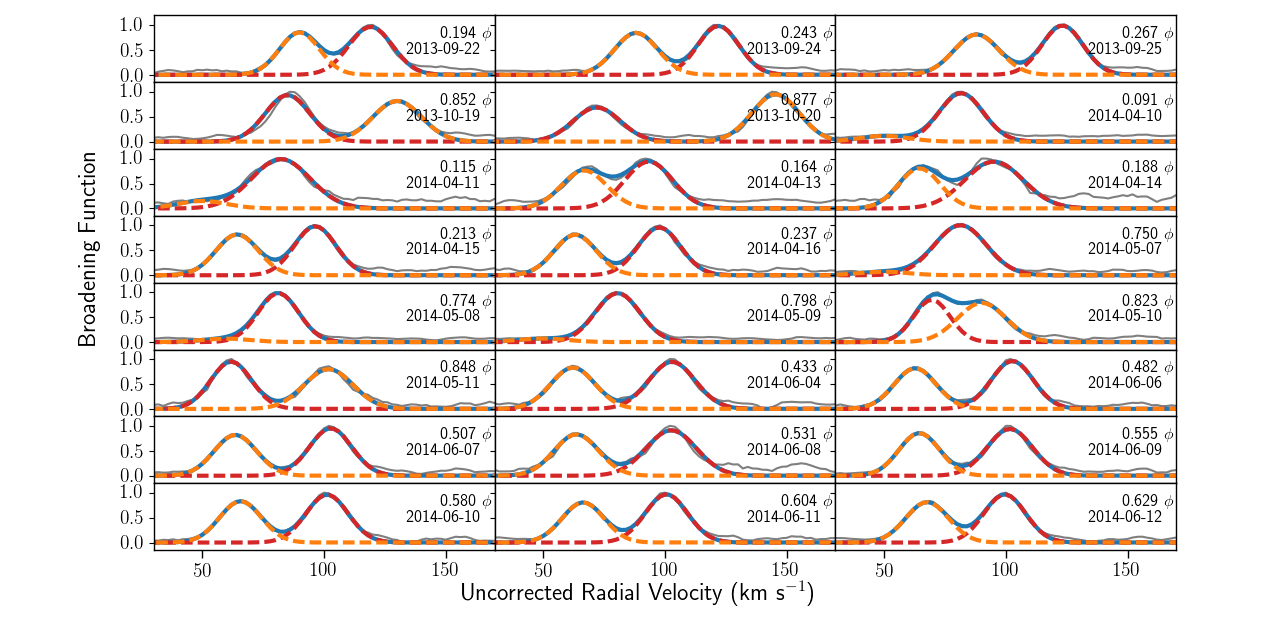 Broadening Function
1.0
0.5
0.0
0.194 ϕ
2013-09-22
0.243 ϕ
2013-09-24
0.267 ϕ
2013-09-25
1.0
0.5
0.0
0.852 ϕ
2013-10-19
0.877 ϕ
2013-10-20
0.091 ϕ
2014-04-10
1.0
0.5
0.0
0.115 ϕ
2014-04-11
0.164 ϕ
2014-04-13
0.188 ϕ
2014-04-14
1.0
0.5
0.0
0.213 ϕ
2014-04-15
0.237 ϕ
2014-04-16
0.750 ϕ
2014-05-07
1.0
0.5
0.0
0.774 ϕ
2014-05-08
0.798 ϕ
2014-05-09
0.823 ϕ
2014-05-10
1.0
0.5
0.0
0.848 ϕ
2014-05-11
0.433 ϕ
2014-06-04
0.482 ϕ
2014-06-06
1.0
0.5
0.0
0.507 ϕ
2014-06-07
0.531 ϕ
2014-06-08
0.555 ϕ
2014-06-09
1.0
0.5
0.0
0.580 ϕ
2014-06-10
0.604 ϕ
2014-06-11
0.629 ϕ
2014-06-12
50 100 150 50 100 150 50 100 150
Uncorrected Radial Velocity (km s⁻¹)